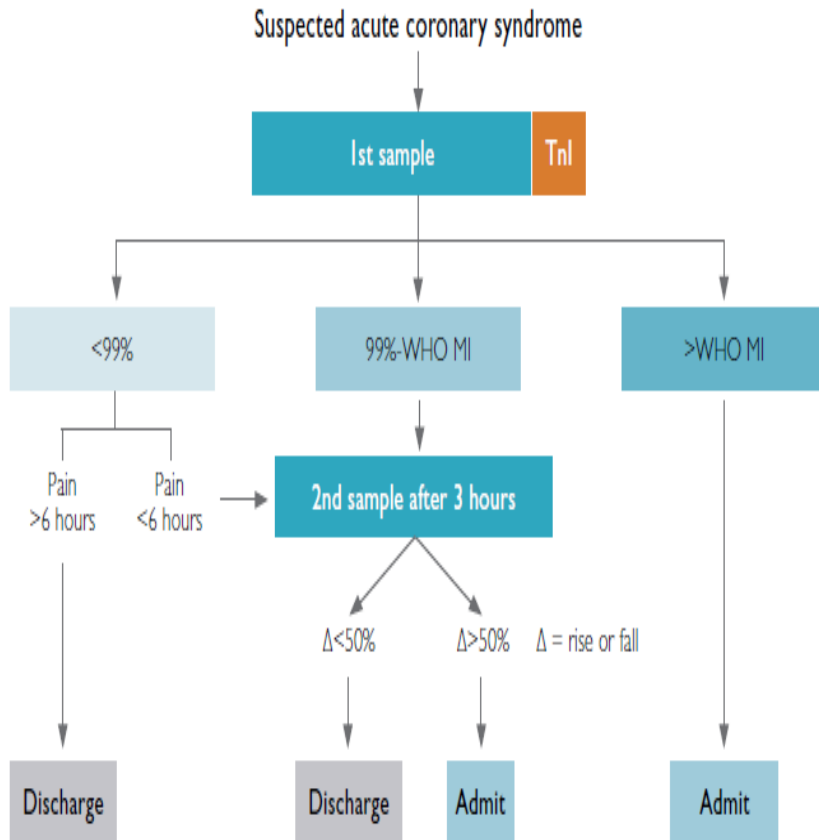 Suspected acute coronary syndrome
1st sample
TnI
<99%
99%-WHO MI
>WHO MI
Pain
>6 hours
Pain
<6 hours
2nd sample after 3 hours
Δ<50%
Δ>50%
Δ = rise or fall
Discharge
Discharge
Admit
Admit